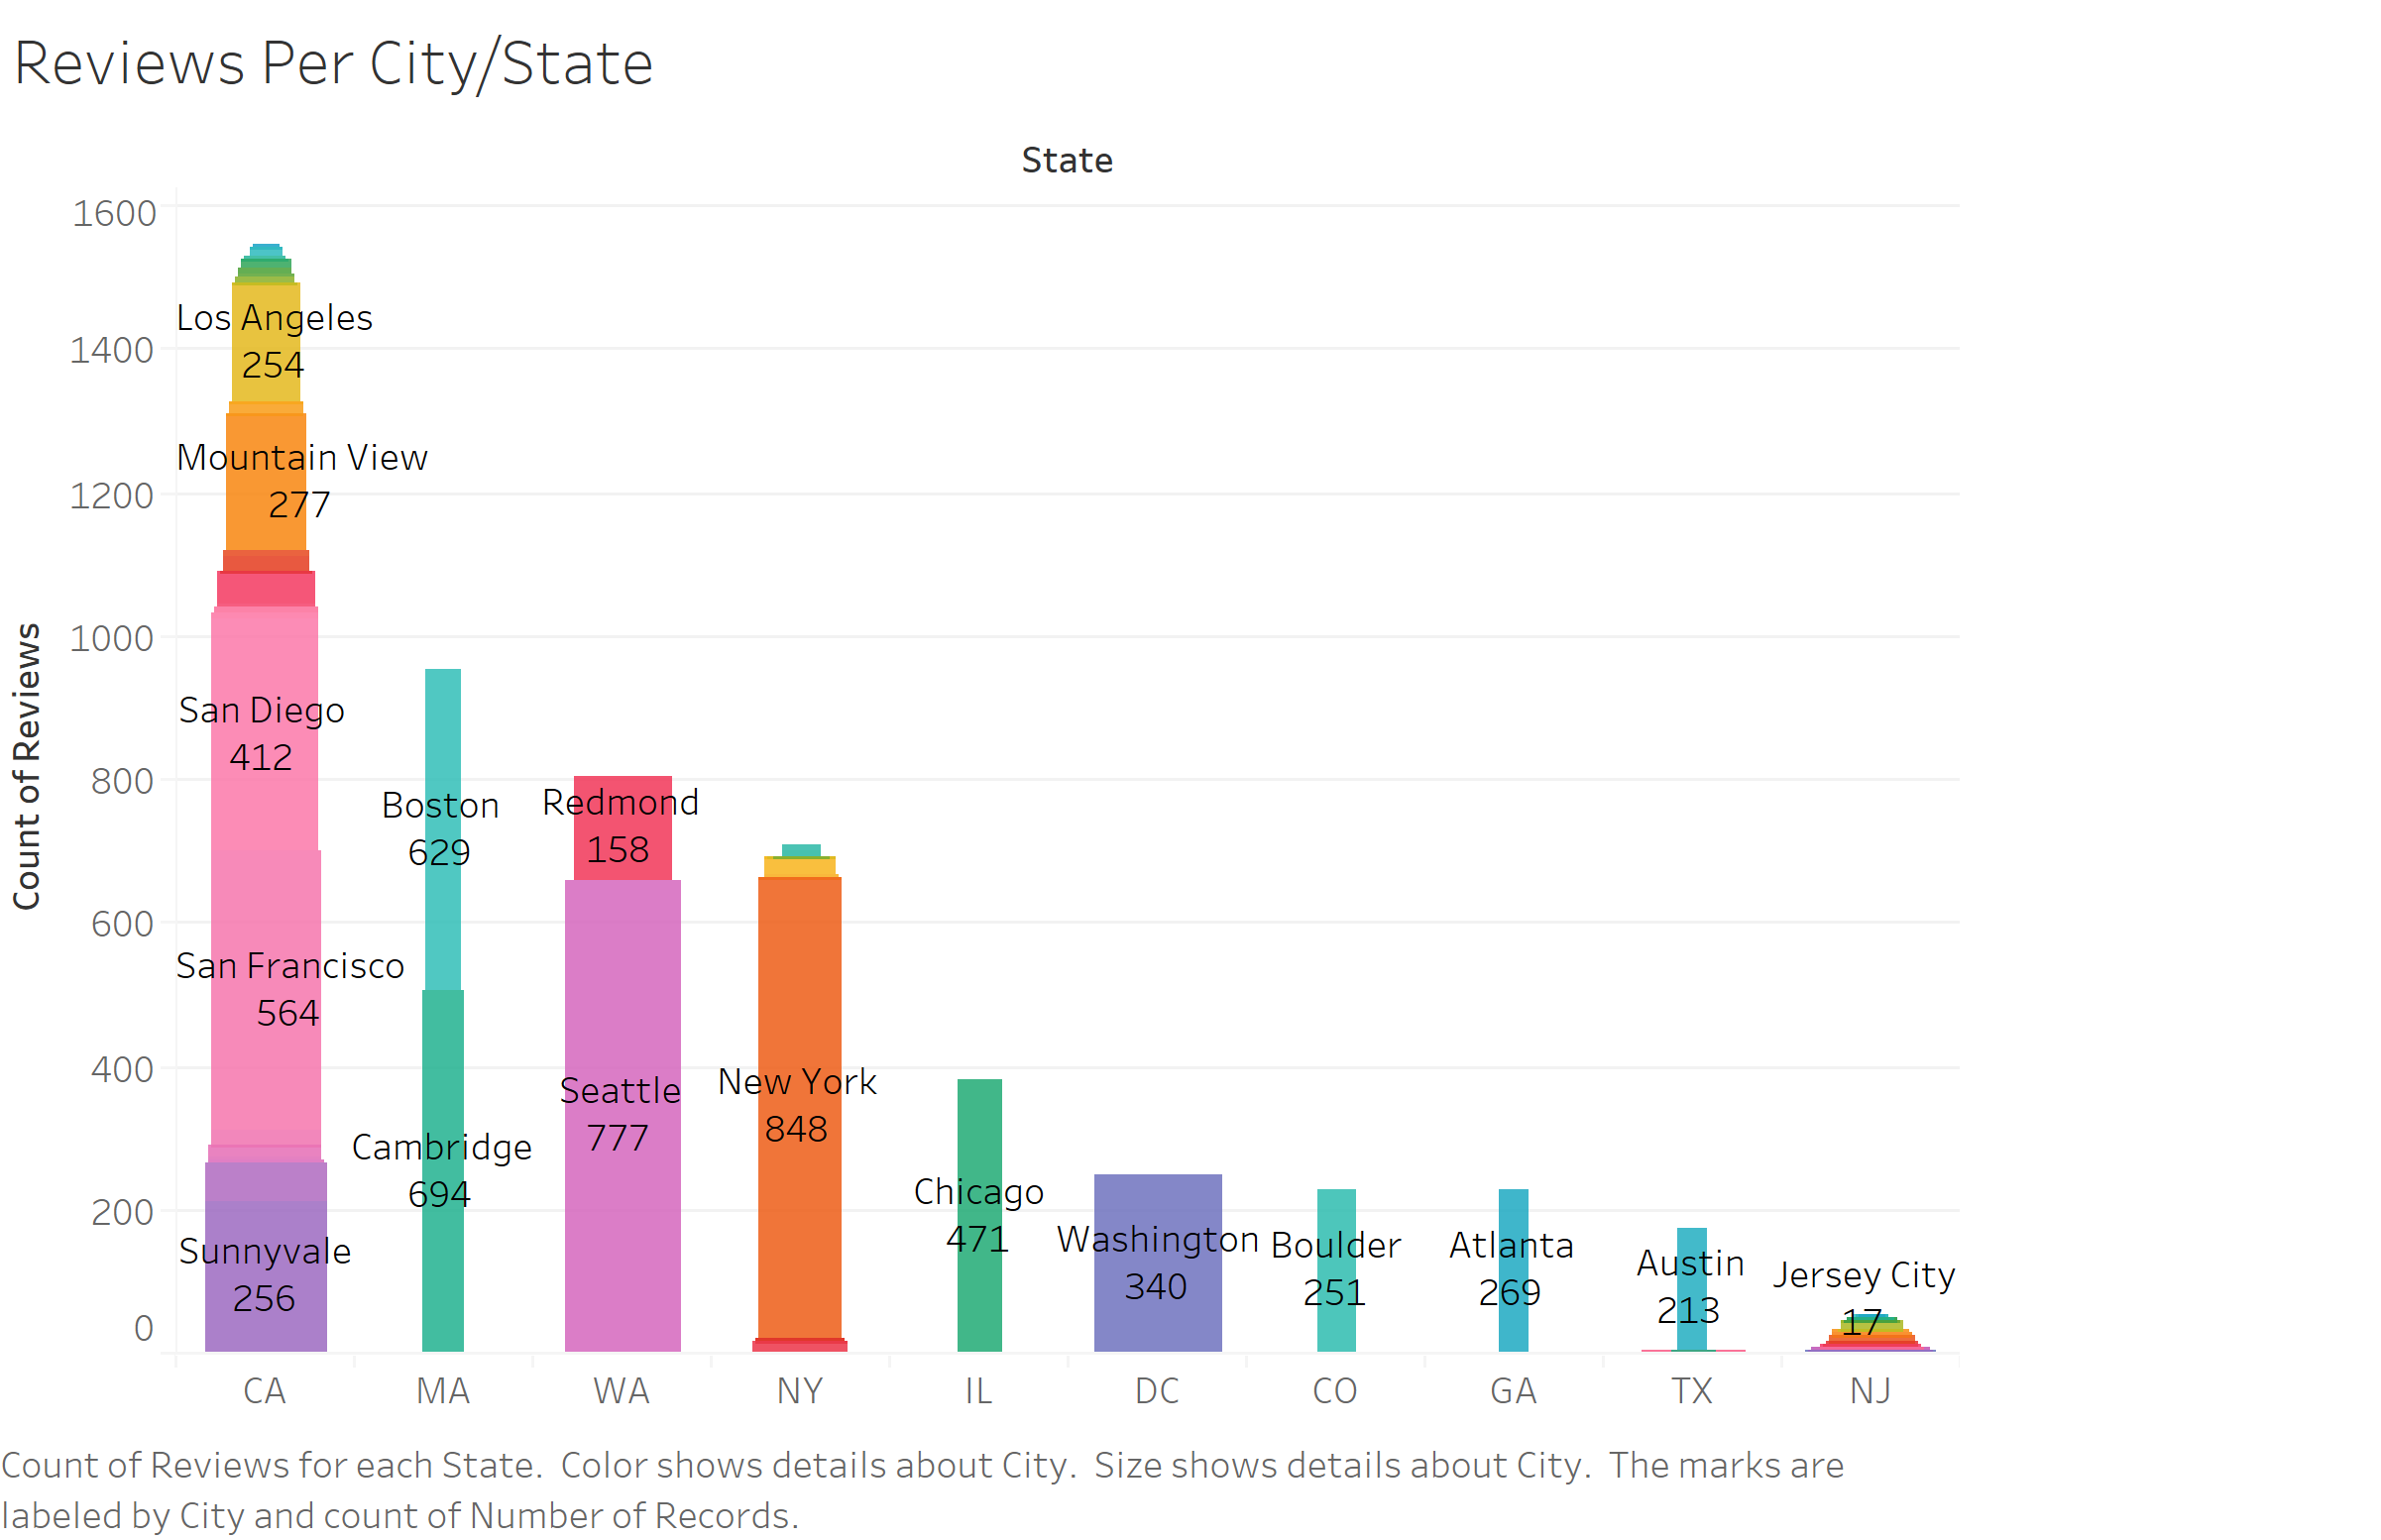 Reviews Per City/State
State
1600
1400
1200
1000
800
600
400
200
0
Count of Reviews
Los Angeles
254
Mountain View
277
San Diego
412
San Francisco
564
Sunnyvale
256
Boston
629
Cambridge
694
Redmond
158
Seattle
777
New York
848
Chicago
471
Washington
340
Boulder
251
Atlanta
269
Austin
213
Jersey City
17
CA MA WA NY IL DC CO GA TX NJ
Count of Reviews for each State. Color shows details about City. Size shows details about City. The marks are
labeled by City and count of Number of Records.